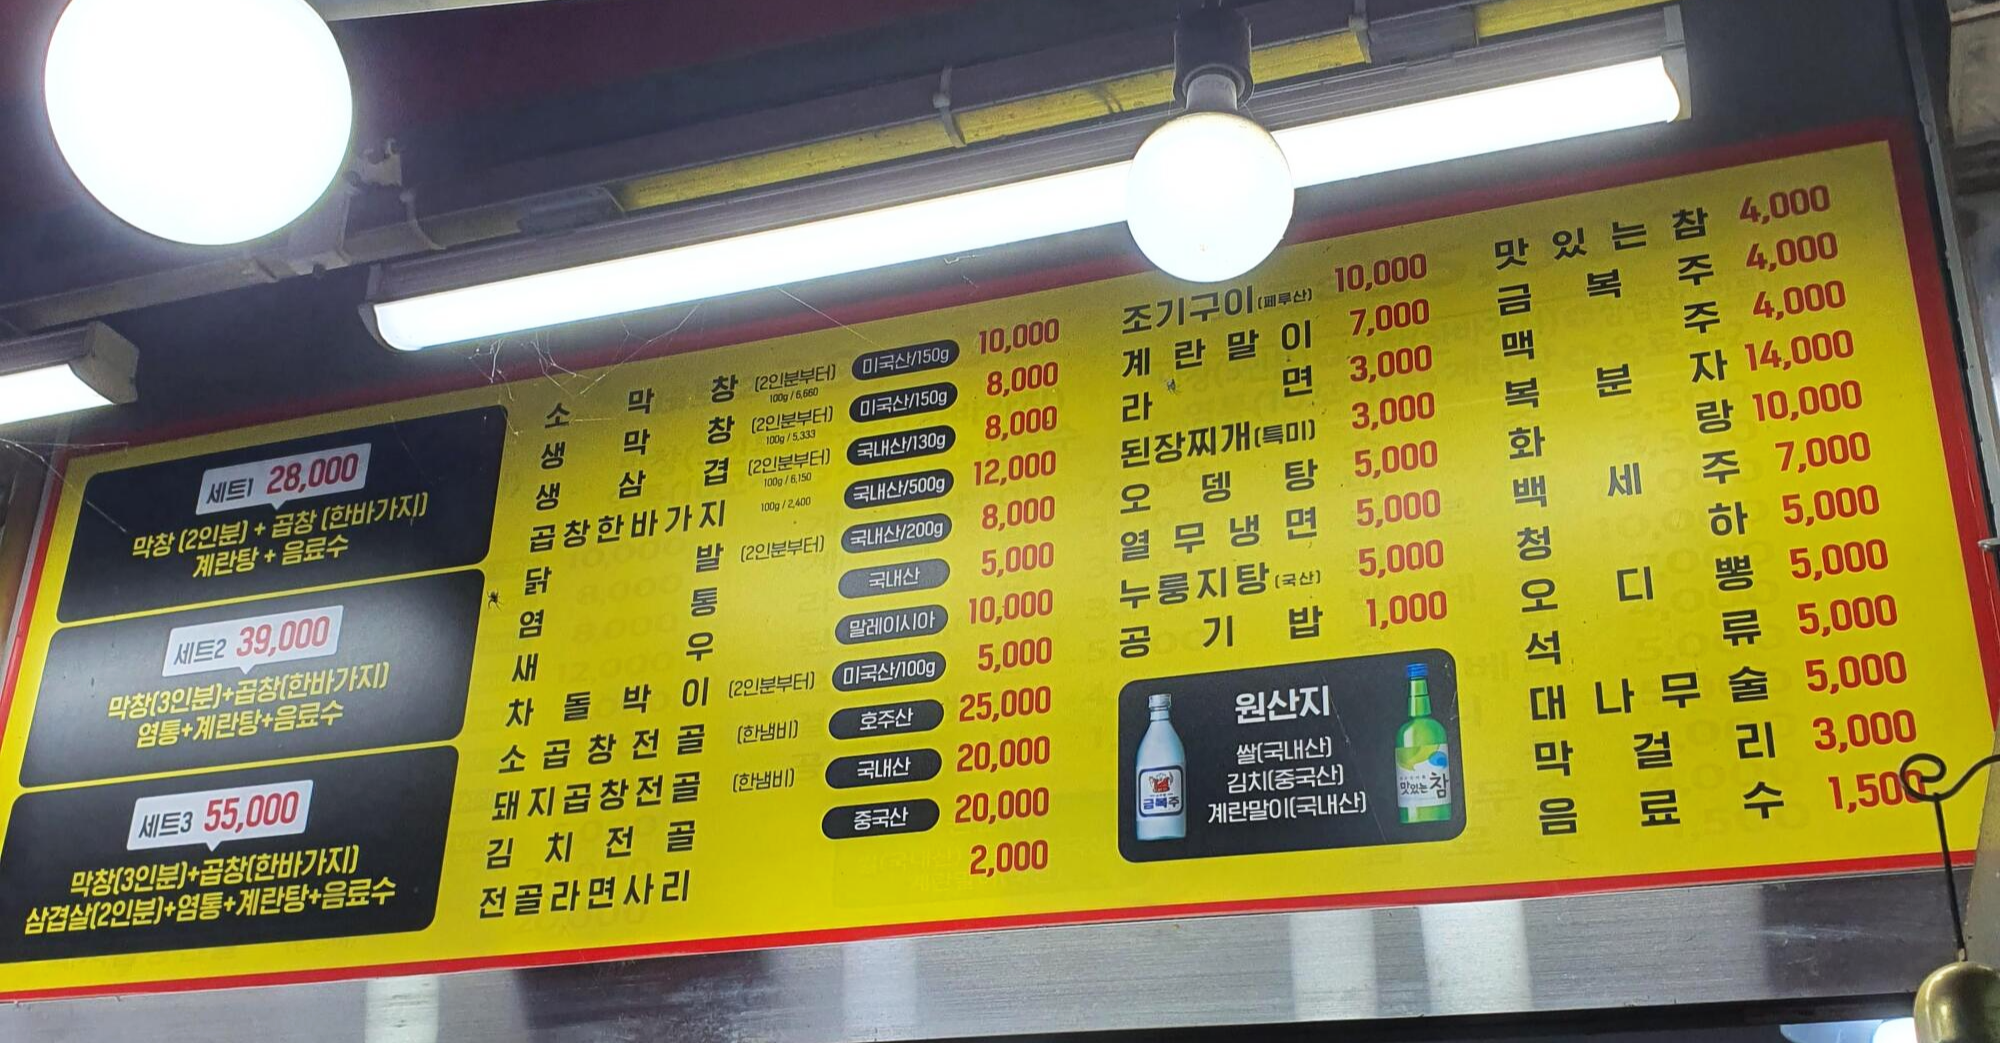 세트1 28,000
막창 (2인분) + 곱창 (한바가지)
계란탕 + 음료수
세트2 39,000
막창(3인분)+곱창(한바가지)
염통+계란탕+음료수
세트3 55,000
막창(3인분)+곱창(한바가지)
삼겹살(2인분)+염통+계란탕+음료수
소막창 (2인분부터) 100g / 6,660 미국산/150g 10,000
생막창 (2인분부터) 100g / 5,333 미국산/150g 8,000
생삼겹 (2인분부터) 100g / 6,150 국내산/130g 8,000
곱창한바가지 100g / 2,400 국내산/500g 12,000
닭발 (2인분부터) 국내산/200g 8,000
염통 국내산 5,000
새우 말레이시아 10,000
차돌박이 (2인분부터) 미국산/100g 5,000
소곱창전골 (한냄비) 호주산 25,000
돼지곱창전골 (한냄비) 국내산 20,000
김치전골 중국산 20,000
전골라면사리 2,000
조기구이(페루산) 10,000
계란말이 7,000
라면 3,000
된장찌개(특미) 3,000
오뎅탕 5,000
열무냉면 5,000
누룽지탕(국산) 5,000
공기밥 1,000
원산지
쌀(국내산)
김치(중국산)
계란말이(국내산)
금복주
맛있는참
맛있는참 4,000
금복주 4,000
맥주 4,000
복분자 14,000
화랑 10,000
백세주 7,000
청하 5,000
오디뽕 5,000
석류 5,000
대나무술 5,000
막걸리 3,000
음료수 1,500